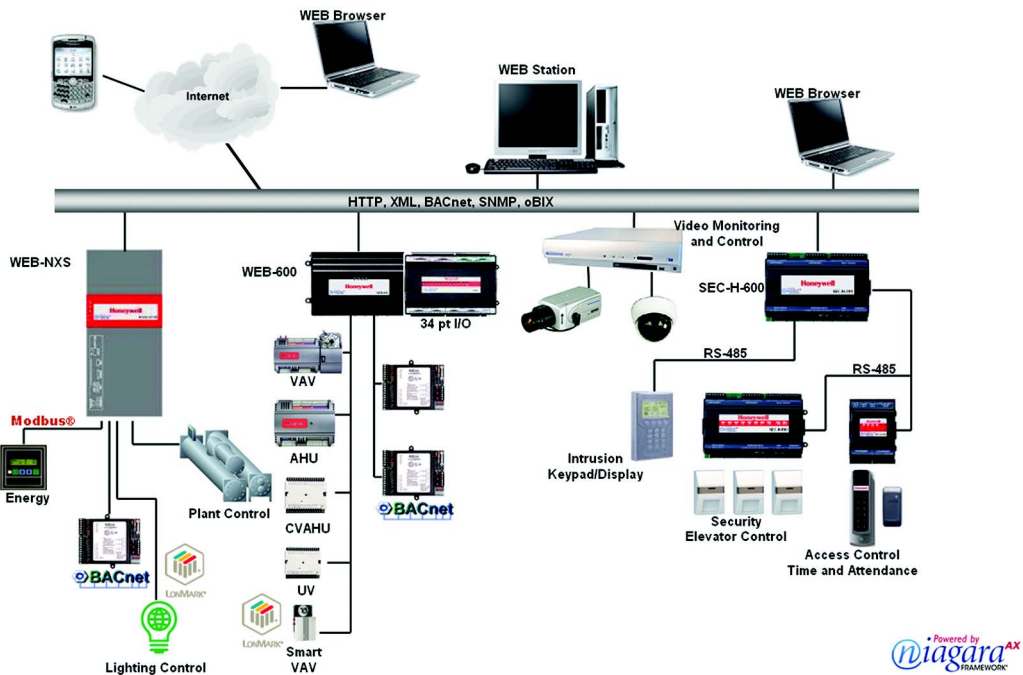 WEB Browser
Internet
WEB Station
WEB Browser
HTTP, XML, BACnet, SNMP, oBIX
WEB-NXS
Honeywell
WEB-600
Honeywell
34 pt I/O
Video Monitoring
and Control
SEC-H-600
Honeywell
RS-485
RS-485
VAV
AHU
CVAHU
UV
Smart
VAV
LONMARK®
BACnet
Modbus®
Energy
BACnet
LONMARK®
Plant Control
Lighting Control
Intrusion
Keypad/Display
Honeywell
Security
Elevator Control
Access Control
Time and Attendance
Powered by
niagaraAX
FRAMEWORK®